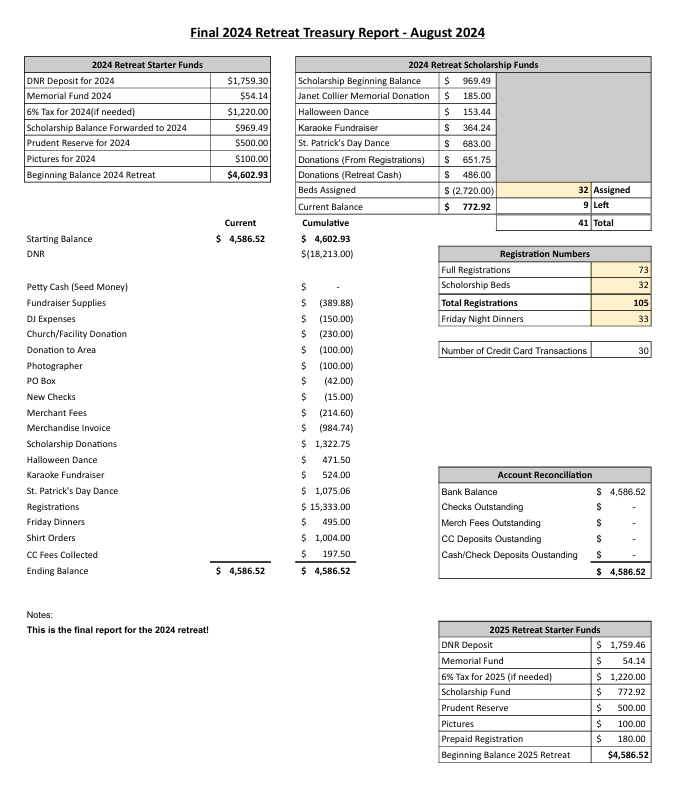 Final 2024 Retreat Treasury Report - August 2024
2024 Retreat Starter Funds
DNR Deposit for 2024 $1,759.30
Memorial Fund 2024 $54.14
6% Tax for 2024(if needed) $1,220.00
Scholarship Balance Forwarded to 2024 $969.49
Prudent Reserve for 2024 $500.00
Pictures for 2024 $100.00
Beginning Balance 2024 Retreat $4,602.93
2024 Retreat Scholarship Funds
Scholarship Beginning Balance $ 969.49
Janet Collier Memorial Donation $ 185.00
Halloween Dance $ 153.44
Karaoke Fundraiser $ 364.24
St. Patrick's Day Dance $ 683.00
Donations (From Registrations) $ 651.75
Donations (Retreat Cash) $ 486.00
Beds Assigned $ (2,720.00) 32 Assigned
Current Balance $ 772.92 9 Left
41 Total
Current Cumulative
Starting Balance $ 4,586.52 $ 4,602.93
DNR $(18,213.00)
Petty Cash (Seed Money) $ -
Fundraiser Supplies $ (389.88)
DJ Expenses $ (150.00)
Church/Facility Donation $ (230.00)
Donation to Area $ (100.00)
Photographer $ (100.00)
PO Box $ (42.00)
New Checks $ (15.00)
Merchant Fees $ (214.60)
Merchandise Invoice $ (984.74)
Scholarship Donations $ 1,322.75
Halloween Dance $ 471.50
Karaoke Fundraiser $ 524.00
St. Patrick's Day Dance $ 1,075.06
Registrations $ 15,333.00
Friday Dinners $ 495.00
Shirt Orders $ 1,004.00
CC Fees Collected $ 197.50
Ending Balance $ 4,586.52 $ 4,586.52
Registration Numbers
Full Registrations 73
Scholarship Beds 32
Total Registrations 105
Friday Night Dinners 33
Number of Credit Card Transactions 30
Account Reconciliation
Bank Balance $ 4,586.52
Checks Outstanding $ -
Merch Fees Outstanding $ -
CC Deposits Outstanding $ -
Cash/Check Deposits Oustanding $ -
$ 4,586.52
Notes:
This is the final report for the 2024 retreat!
2025 Retreat Starter Funds
DNR Deposit $ 1,759.46
Memorial Fund $ 54.14
6% Tax for 2025 (if needed) $ 1,220.00
Scholarship Fund $ 772.92
Prudent Reserve $ 500.00
Pictures $ 100.00
Prepaid Registration $ 180.00
Beginning Balance 2025 Retreat $4,586.52